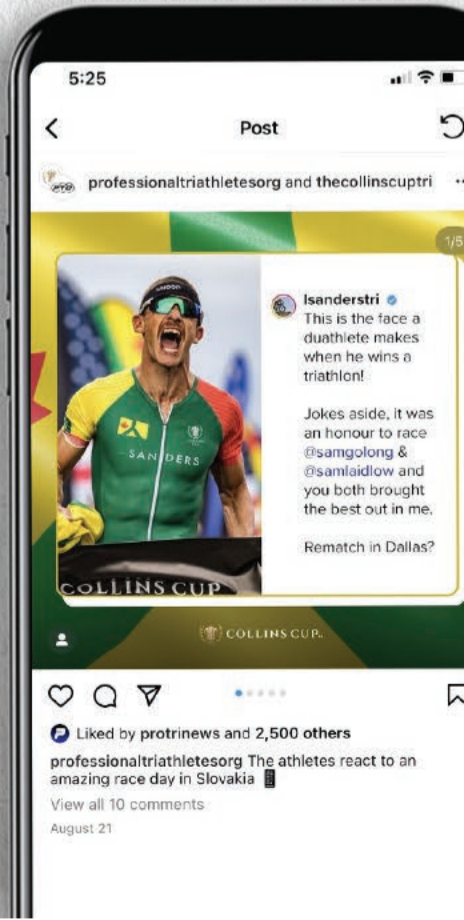 5:25
Post
professionaltriathletesorg and thecollinscuptri
1/5
lsanderstri
This is the face a
duathlete makes
when he wins a
triathlon!
Jokes aside, it was
an honour to race
@samgolong &
@samlaidlow and
you both brought
the best out in me.
Rematch in Dallas?
SANDERS
COLLINS CUP
COLLINS CUP
Liked by protrinews and 2,500 others
professionaltriathletesorg The athletes react to an
amazing race day in Slovakia
View all 10 comments
August 21